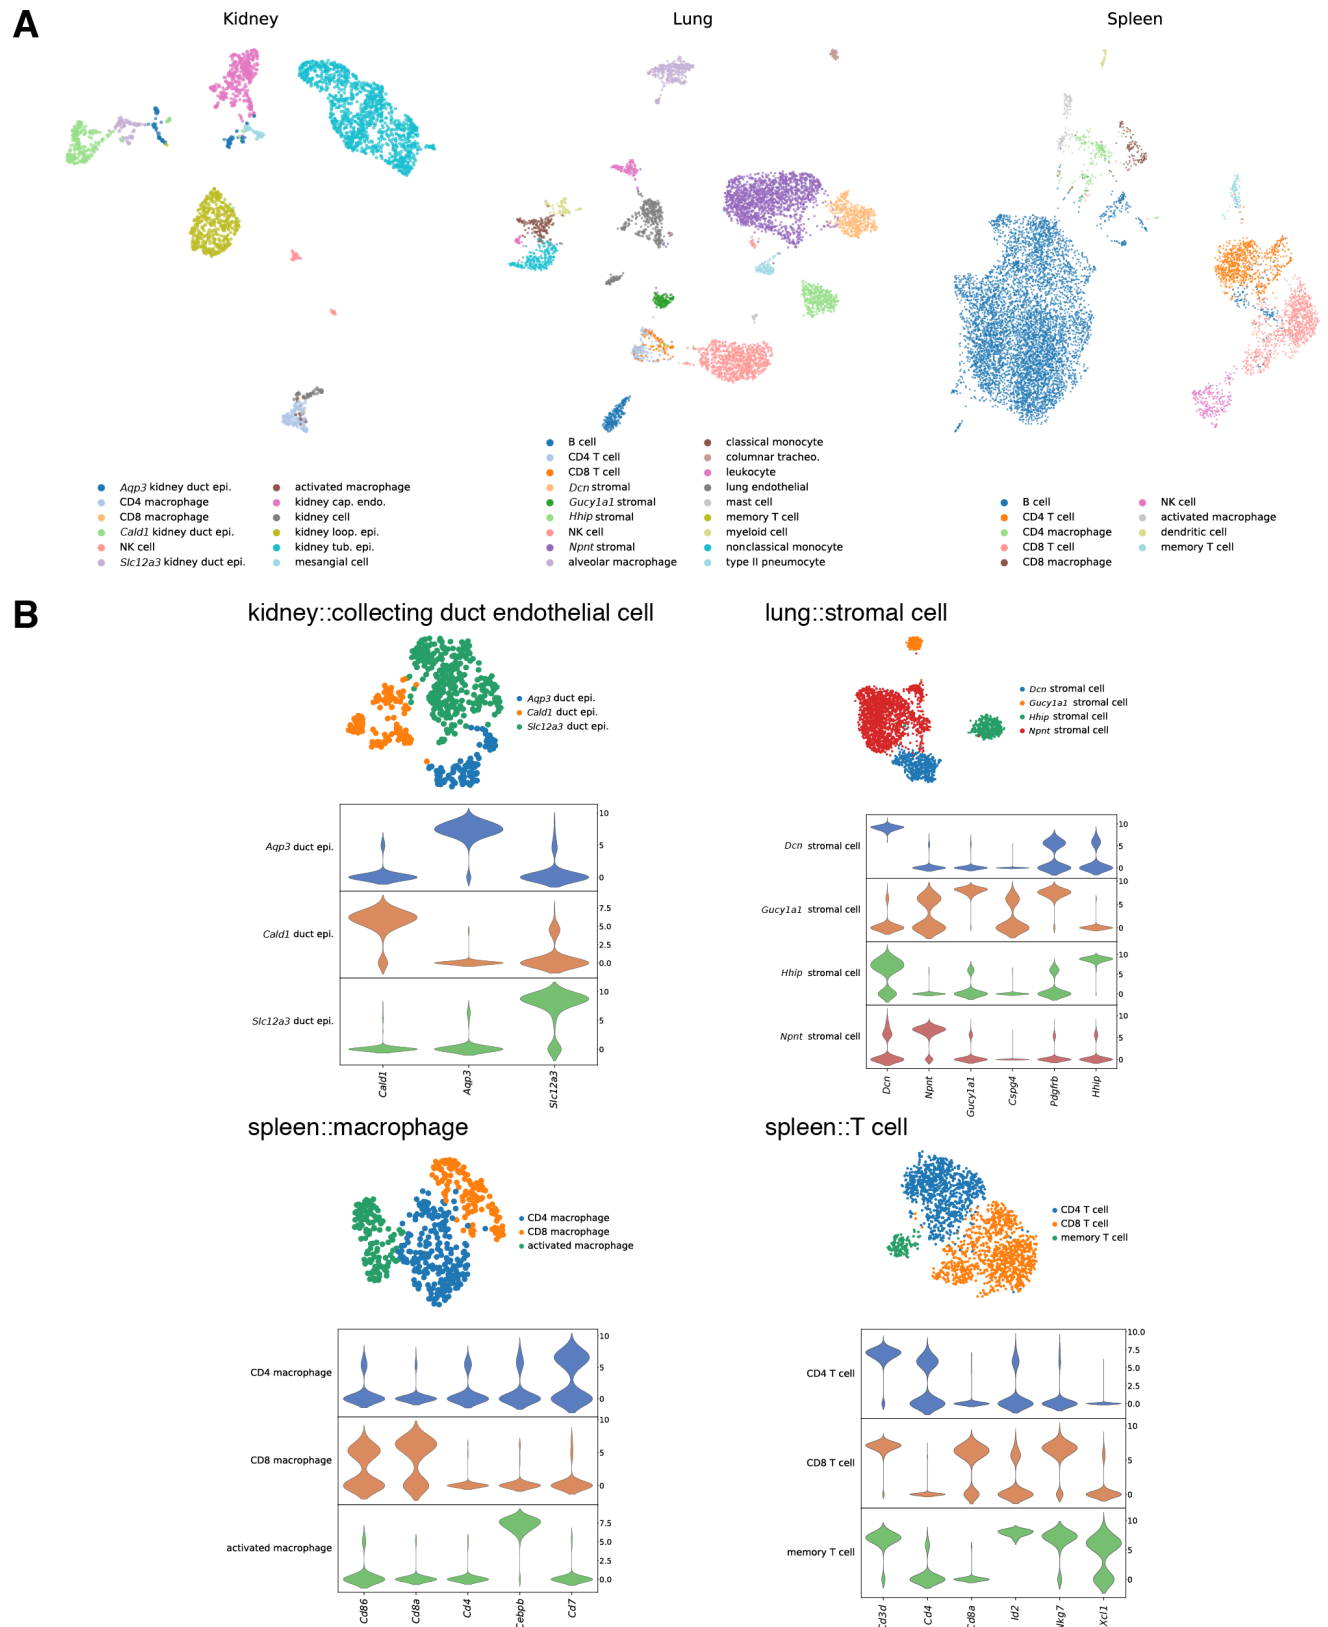 A
Kidney
Lung
Spleen
Aqp3 kidney duct epi.
CD4 macrophage
CD8 macrophage
Cald1 kidney duct epi.
NK cell
Slc12a3 kidney duct epi.
activated macrophage
kidney cap. endo.
kidney cell
kidney loop. epi.
kidney tub. epi.
mesangial cell
B cell
CD4 T cell
CD8 T cell
Dcn stromal
Gucy1a1 stromal
Hhip stromal
NK cell
Npnt stromal
alveolar macrophage
classical monocyte
columnar tracheo.
leukocyte
lung endothelial
mast cell
memory T cell
myeloid cell
nonclassical monocyte
type II pneumocyte
B cell
CD4 T cell
CD4 macrophage
CD8 T cell
CD8 macrophage
NK cell
activated macrophage
dendritic cell
memory T cell
B
kidney::collecting duct endothelial cell
Aqp3 duct epi.
Cald1 duct epi.
Slc12a3 duct epi.
Aqp3 duct epi.
10
5
0
Cald1 duct epi.
7.5
5.0
2.5
0.0
Slc12a3 duct epi.
10
5
0
Cald1
Aqp3
Slc12a3
lung::stromal cell
Dcn stromal cell
Gucy1a1 stromal cell
Hhip stromal cell
Npnt stromal cell
Dcn stromal cell
10
5
0
Gucy1a1 stromal cell
10
5
0
Hhip stromal cell
10
5
0
Npnt stromal cell
10
5
0
Dcn
Npnt
Gucy1a1
Cspg4
Pdgfrb
Hhip
spleen::macrophage
CD4 macrophage
CD8 macrophage
activated macrophage
CD4 macrophage
10
5
0
CD8 macrophage
10
5
0
activated macrophage
7.5
5.0
2.5
0.0
Cd86
Cd8a
Cd4
Cebpb
Cd7
spleen::T cell
CD4 T cell
CD8 T cell
memory T cell
CD4 T cell
10.0
7.5
5.0
2.5
0.0
CD8 T cell
10
5
0
memory T cell
10
5
0
Cd3d
Cd4
Cd8a
Id2
Nkg7
Xcl1